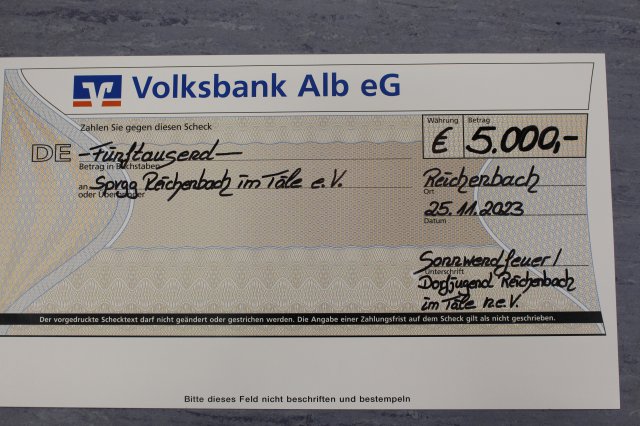 Volksbank Alb eG
Zahlen Sie gegen diesen Scheck
Währung Betrag
€ 5.000,-
DE -Fünftausend-
Betrag in Buchstaben
an Spvgg Reichenbach im Täle e.V.
oder Überbringer
Reichenbach
Ort
25.11.2023
Datum
Sonnwendfeuer /
Unterschrift
Dorfjugend Reichenbach
im Täle n.e.V.
Der vorgedruckte Schecktext darf nicht geändert oder gestrichen werden. Die Angabe einer Zahlungsfrist auf dem Scheck gilt als nicht geschrieben.
Bitte dieses Feld nicht beschriften und bestempeln